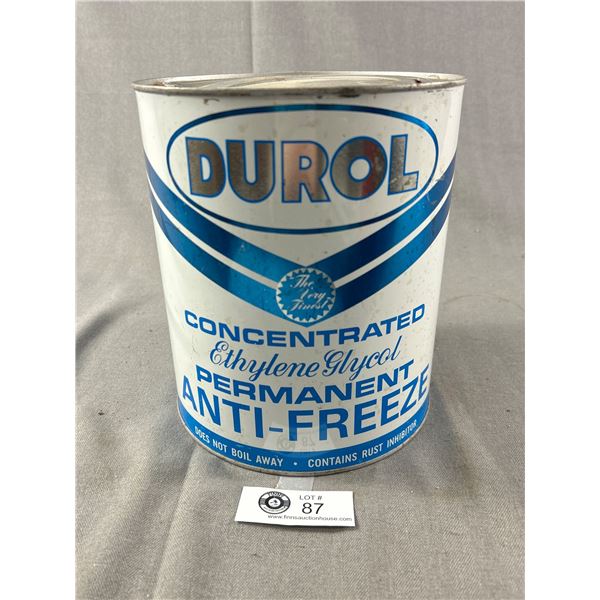 DUROL
The
Very
Finest
CONCENTRATED
Ethylene Glycol
PERMANENT
ANTI-FREEZE
DOES NOT BOIL AWAY • CONTAINS RUST INHIBITOR
LOT #
87
www.finnsauctionhouse.com